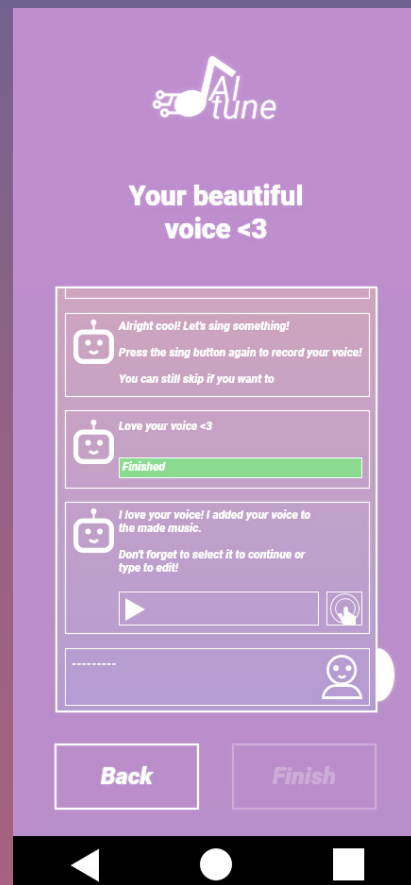 AI
tune
Your beautiful
voice <3
Alright cool! Let's sing something!
Press the sing button again to record your voice!
You can still skip if you want to
Love your voice <3
Finished
I love your voice! I added your voice to
the made music.
Don't forget to select it to continue or
type to edit!
---------
Back
Finish